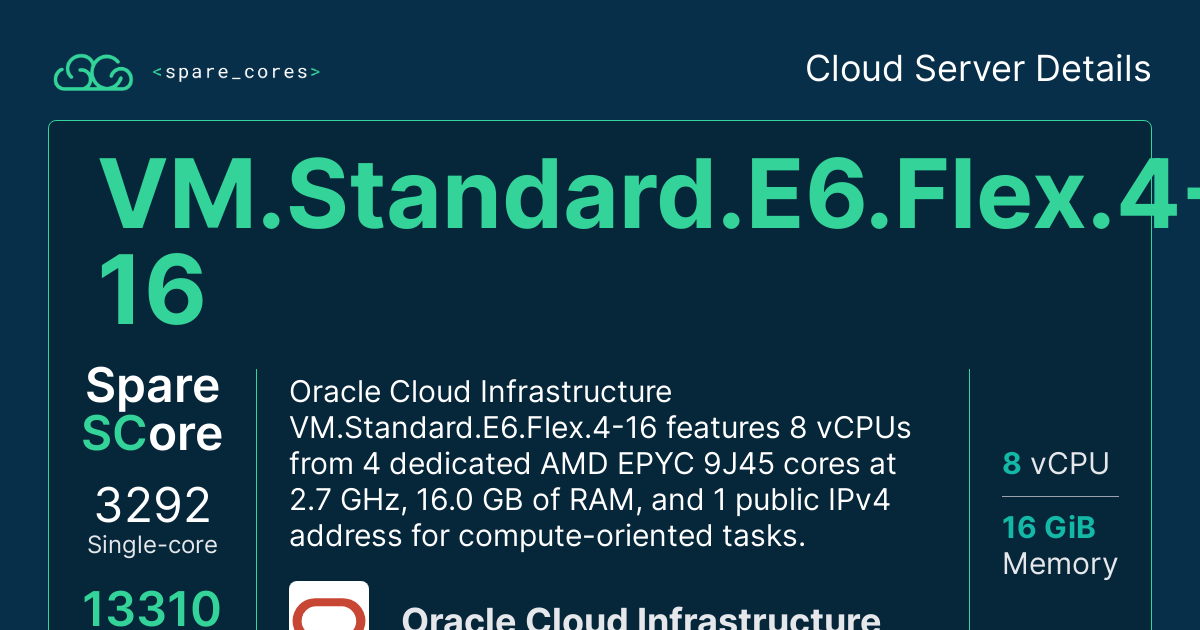 <spare_cores>
Cloud Server Details
VM.Standard.E6.Flex.4-
16
Spare
SCore
3292
Single-core
13310
Oracle Cloud Infrastructure
VM.Standard.E6.Flex.4-16 features 8 vCPUs
from 4 dedicated AMD EPYC 9J45 cores at
2.7 GHz, 16.0 GB of RAM, and 1 public IPv4
address for compute-oriented tasks.
Oracle Cloud Infrastructure
8 vCPU
16 GiB
Memory